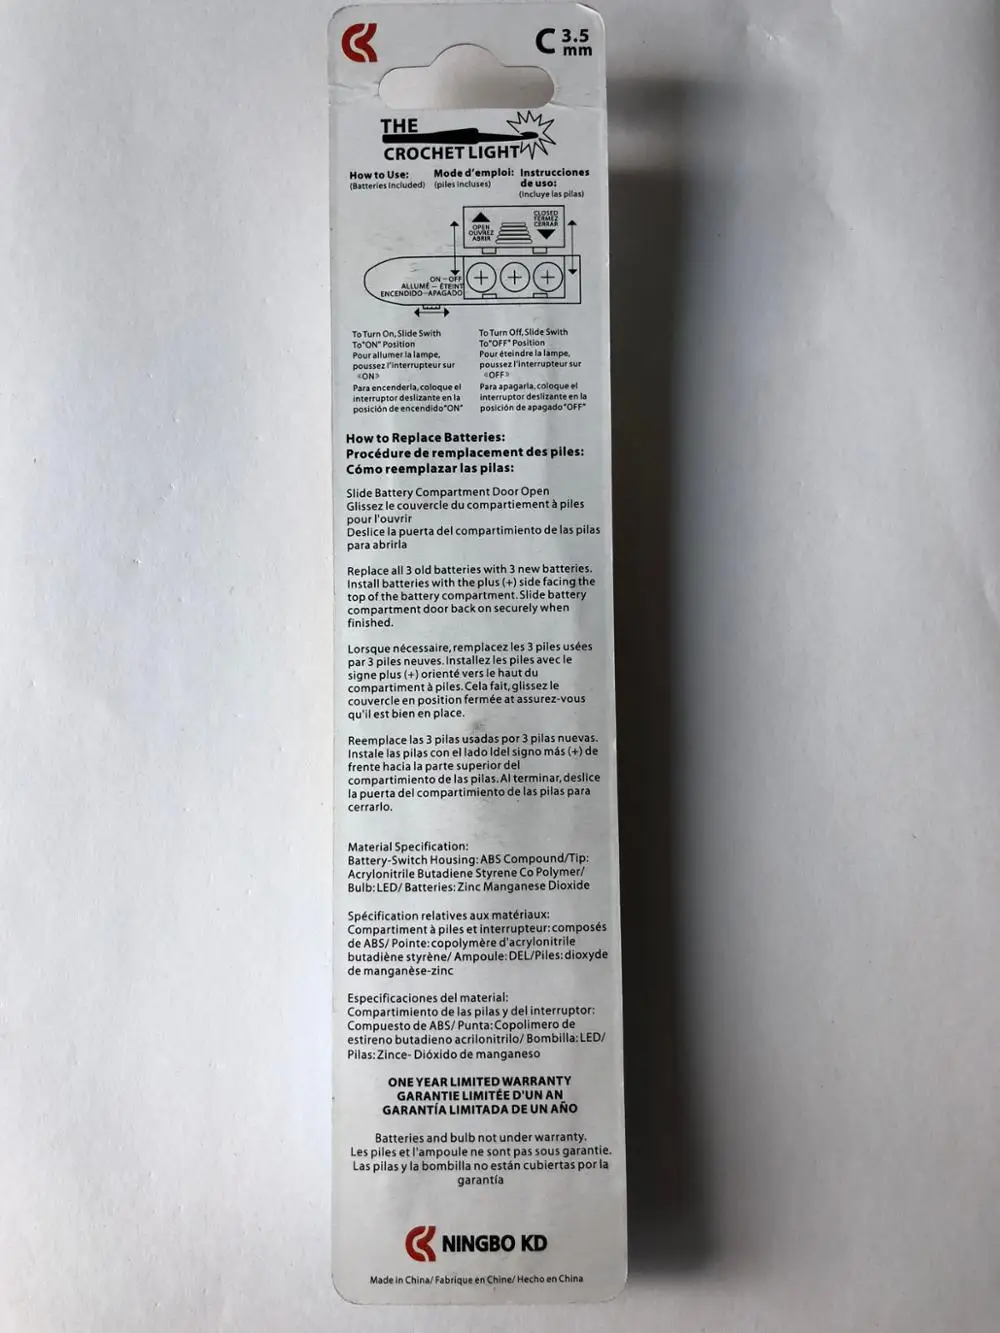 C 3.5 mm
THE
CROCHET LIGHT
How to Use:
(Batteries Included)
Mode d'emploi:
(piles incluses)
Instrucciones
de uso:
(Incluye las pilas)
OPEN
OUVREZ
ABRIR
CLOSED
FERMEZ
CERRAR
ON – OFF
ALLUMÉ – ÉTEINT
ENCENDIDO–APAGADO
To Turn On, Slide Swith
To"ON" Position
Pour allumer la lampe,
poussez l'interrupteur sur
«ON»
Para encenderla, coloque el
interruptor deslizante en la
posición de encendido"ON"
To Turn Off, Slide Swith
To"OFF" Position
Pour éteindre la lampe,
poussez l'interrupteur sur
«OFF»
Para apagarla, coloque el
interruptor deslizante en la
posición de apagado"OFF"
How to Replace Batteries:
Procédure de remplacement des piles:
Cómo reemplazar las pilas:
Slide Battery Compartment Door Open
Glissez le couvercle du compartiement à piles
pour l'ouvrir
Deslice la puerta del compartimiento de las pilas
para abrirla
Replace all 3 old batteries with 3 new batteries.
Install batteries with the plus (+) side facing the
top of the battery compartment. Slide battery
compartment door back on securely when
finished.
Lorsque nécessaire, remplacez les 3 piles usées
par 3 piles neuves. Installez les piles avec le
signe plus (+) orienté vers le haut du
compartiment à piles. Cela fait, glissez le
couvercle en position fermée at assurez-vous
qu'il est bien en place.
Reemplace las 3 pilas usadas por 3 pilas nuevas.
Instale las pilas con el lado ldel signo más (+) de
frente hacia la parte superior del
compartimiento de las pilas. Al terminar, deslice
la puerta del compartimiento de las pilas para
cerrarlo.
Material Specification:
Battery-Switch Housing: ABS Compound/Tip:
Acrylonitrile Butadiene Styrene Co Polymer/
Bulb: LED/ Batteries: Zinc Manganese Dioxide
Spécification relatives aux matériaux:
Compartiment à piles et interrupteur: composés
de ABS/ Pointe: copolymère d'acrylonitrile
butadiène styrène/ Ampoule: DEL/Piles: dioxyde
de manganèse-zinc
Especificaciones del material:
Compartimiento de las pilas y del interruptor:
Compuesto de ABS/ Punta: Copolimero de
estireno butadieno acrilonitrilo/ Bombilla: LED/
Pilas: Zince- Dióxido de manganeso
ONE YEAR LIMITED WARRANTY
GARANTIE LIMITÉE D'UN AN
GARANTÍA LIMITADA DE UN AÑO
Batteries and bulb not under warranty.
Les piles et l'ampoule ne sont pas sous garantie.
Las pilas y la bombilla no están cubiertas por la
garantía
NINGBO KD
Made in China/ Fabrique en Chine/ Hecho en China